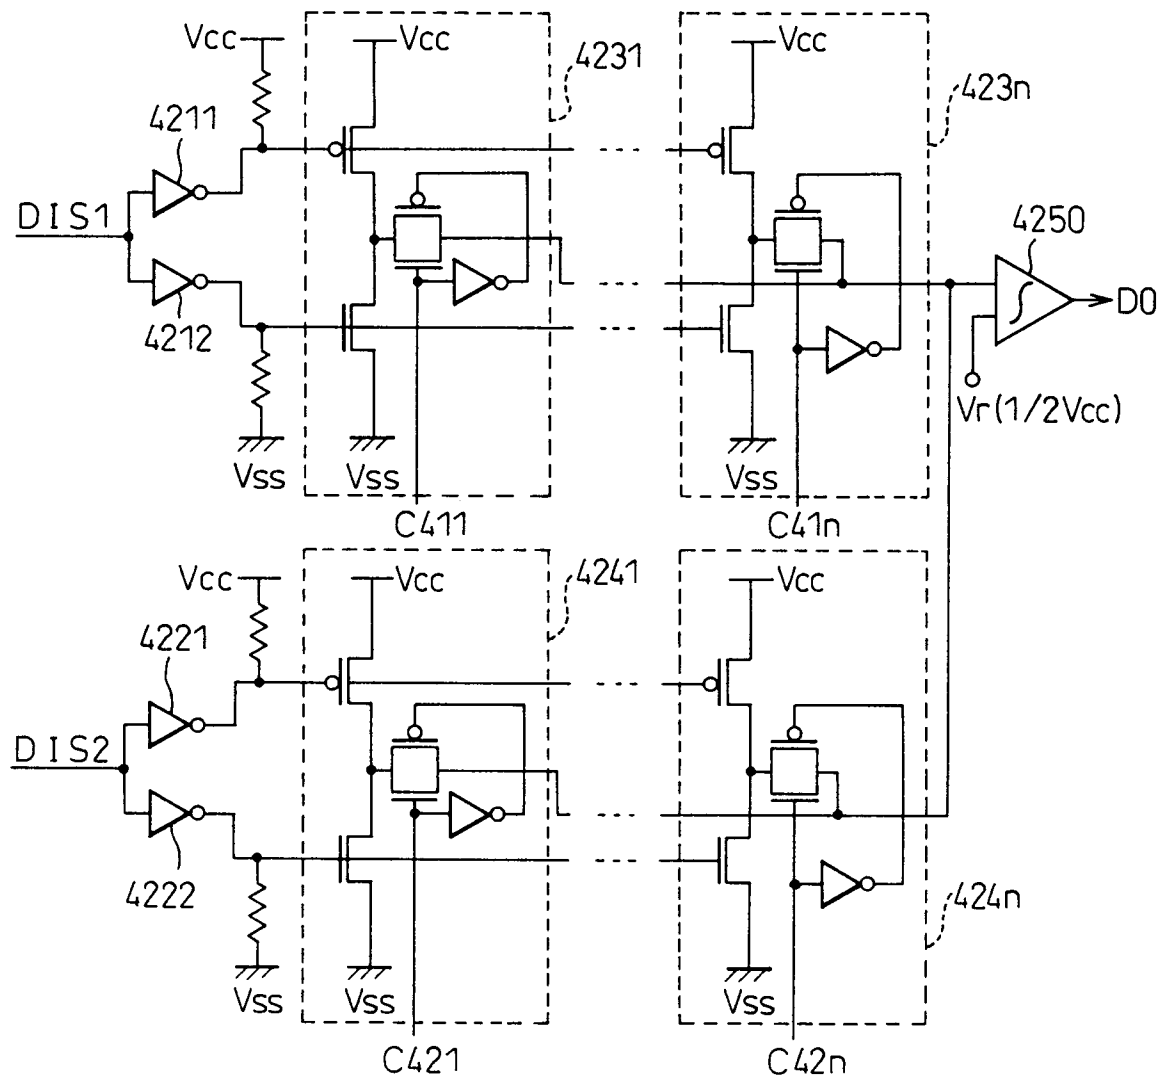 Vcc
Vcc
4231
Vcc
423n
4211
DIS1
4212
4250
D0
Vr(1/2Vcc)
Vss
Vss
Vss
C411
C41n
Vcc
Vcc
4241
Vcc
4221
DIS2
4222
424n
Vss
Vss
Vss
C421
C42n